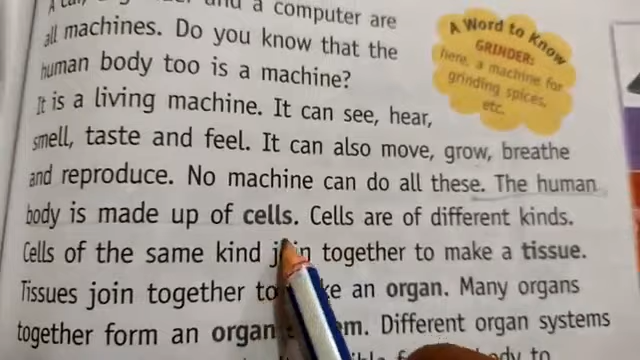 and a computer are
all machines. Do you know that the
human body too is a machine?
A Word to Know
GRINDER:
here, a machine for
grinding spices,
etc.
It is a living machine. It can see, hear,
smell, taste and feel. It can also move, grow, breathe
and reproduce. No machine can do all these. The human
body is made up of cells. Cells are of different kinds.
Cells of the same kind join together to make a tissue.
Tissues join together to an organ. Many organs
together form an organ Different organ systems